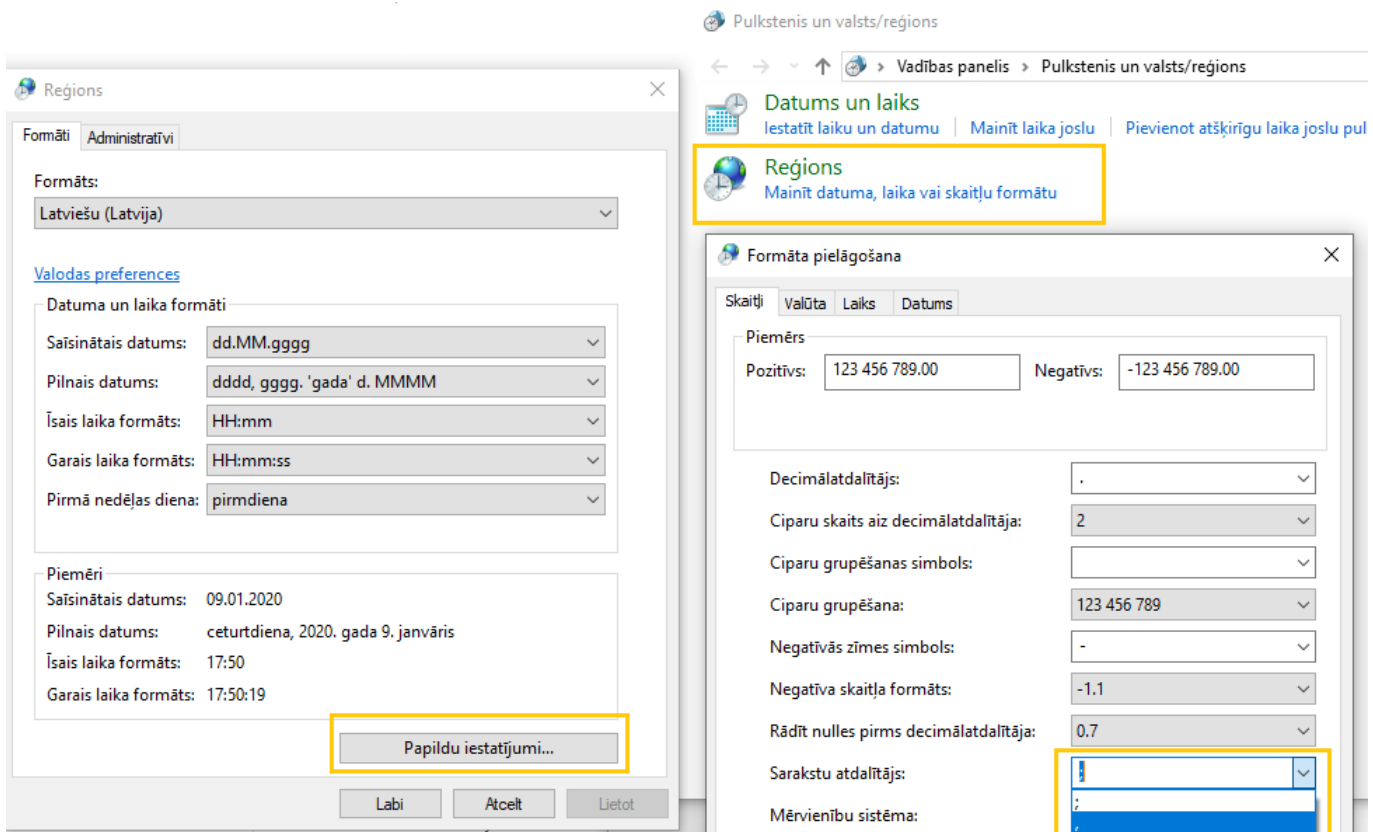 Reģions
Formāti
Administratīvi
Formāts:
Latviešu (Latvija)
Valodas preferences
Datuma un laika formāti
Saīsinātais datums: dd.MM.gggg
Pilnais datums: dddd, gggg. 'gada' d. MMMM
Īsais laika formāts: HH:mm
Garais laika formāts: HH:mm:ss
Pirmā nedēļas diena: pirmdiena
Piemēri
Saīsinātais datums: 09.01.2020
Pilnais datums: ceturtdiena, 2020. gada 9. janvāris
Īsais laika formāts: 17:50
Garais laika formāts: 17:50:19
Papildu iestatījumi...
Labi Atcelt Lietot
Pulkstenis un valsts/reģions
Vadības panelis › Pulkstenis un valsts/reģions
Datums un laiks
Iestatīt laiku un datumu | Mainīt laika joslu | Pievienot atšķirīgu laika joslu pul
Reģions
Mainīt datuma, laika vai skaitļu formātu
Formāta pielāgošana
Skaitļi Valūta Laiks Datums
Piemērs
Pozitīvs: 123 456 789.00 Negatīvs: -123 456 789.00
Decimālatdalītājs: .
Ciparu skaits aiz decimālatdalītāja: 2
Ciparu grupēšanas simbols:
Ciparu grupēšana: 123 456 789
Negatīvās zīmes simbols: -
Negatīva skaitļa formāts: -1.1
Rādīt nulles pirms decimālatdalītāja: 0.7
Sarakstu atdalītājs: ;
;
Mērvienību sistēma: